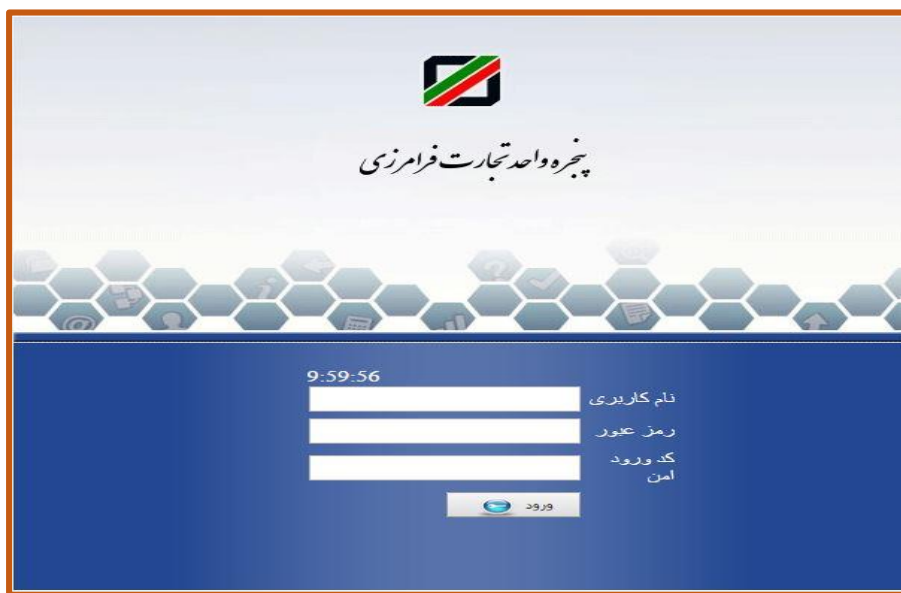 پنجره واحد تجارت فرامرزی
9:59:56
نام کاربری
رمز عبور
کد ورود
امن
ورود